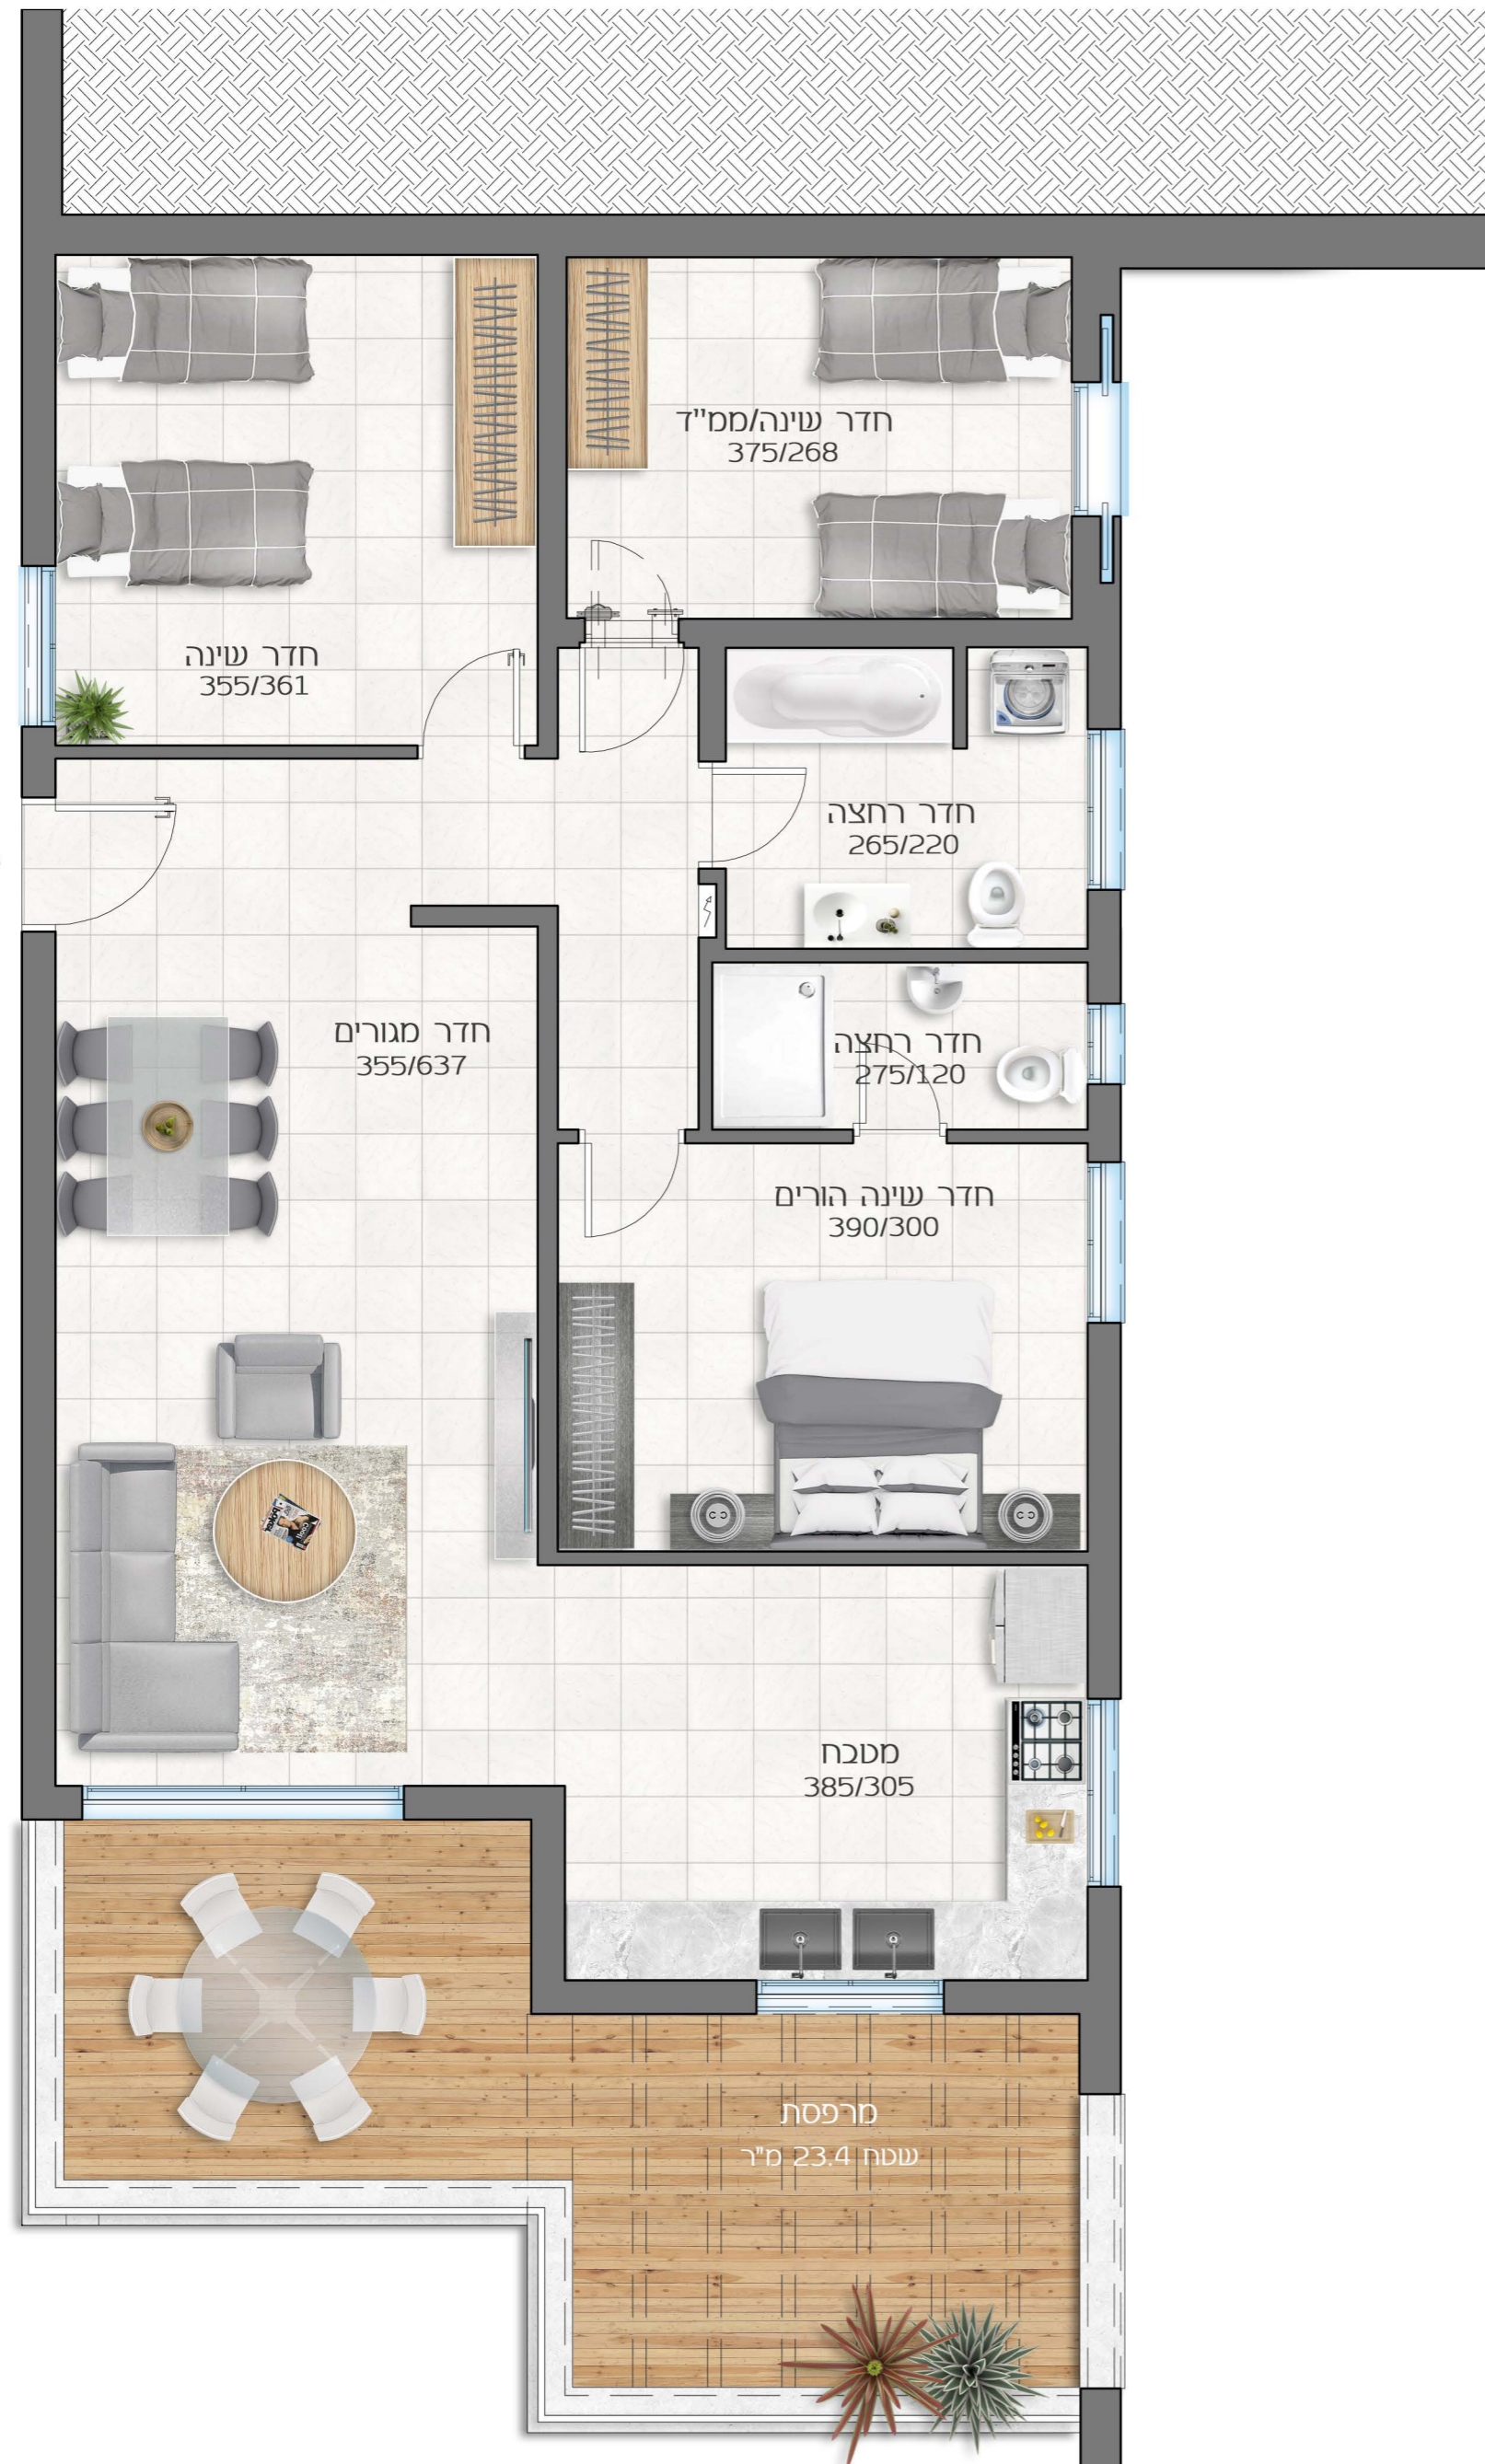 חדר שינה/ממ"ד
375/268
חדר שינה
355/361
חדר רחצה
265/220
חדר מגורים
355/637
חדר רחצה
275/120
חדר שינה הורים
390/300
מטבח
385/305
מרפסת
שטח 23.4 מ"ר